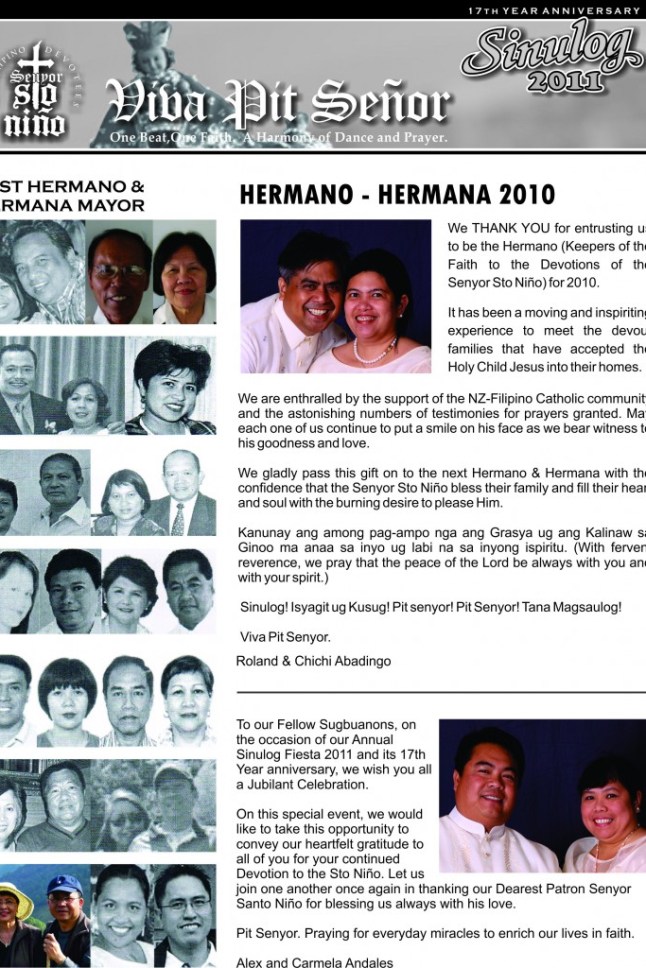 17TH YEAR ANNIVERSARY
Sinulog
2011
DEVOTEES
Senyor
sto
niño
Viva Pit Señor
One Beat,One Faith. A Harmony of Dance and Prayer.
HERMANO &
MAYOR
HERMANO - HERMANA 2010
We THANK YOU for entrusting
to be the Hermano (Keepers of
Faith to the Devotions of
Senyor Sto Niño) for 2010.
It has been a moving and inspiriting
experience to meet the
families that have accepted the
Holy Child Jesus into their homes.
We are enthralled by the support of the NZ-Filipino Catholic
and the astonishing numbers of testimonies for prayers granted.
each one of us continue to put a smile on his face as we bear witness
his goodness and love.
We gladly pass this gift on to the next Hermano & Hermana with
confidence that the Senyor Sto Niño bless their family and fill their
and soul with the burning desire to please Him.
Kanunay ang among pag-ampo nga ang Grasya ug ang Kalinaw
Ginoo ma anaa sa inyo ug labi na sa inyong ispiritu. (With
reverence, we pray that the peace of the Lord be always with you
with your spirit.)
Sinulog! Isyagit ug Kusug! Pit senyor! Pit Senyor! Tana Magsaulog!
Viva Pit Senyor.
Roland & Chichi Abadingo
To our Fellow Sugbuanons, on
the occasion of our Annual
Sinulog Fiesta 2011 and its 17th
Year anniversary, we wish you all
a Jubilant Celebration.
On this special event, we would
like to take this opportunity to
convey our heartfelt gratitude to
all of you for your continued
Devotion to the Sto Niño. Let us
join one another once again in thanking our Dearest Patron Senyor
Santo Niño for blessing us always with his love.
Pit Senyor. Praying for everyday miracles to enrich our lives in faith.
Alex and Carmela Andales